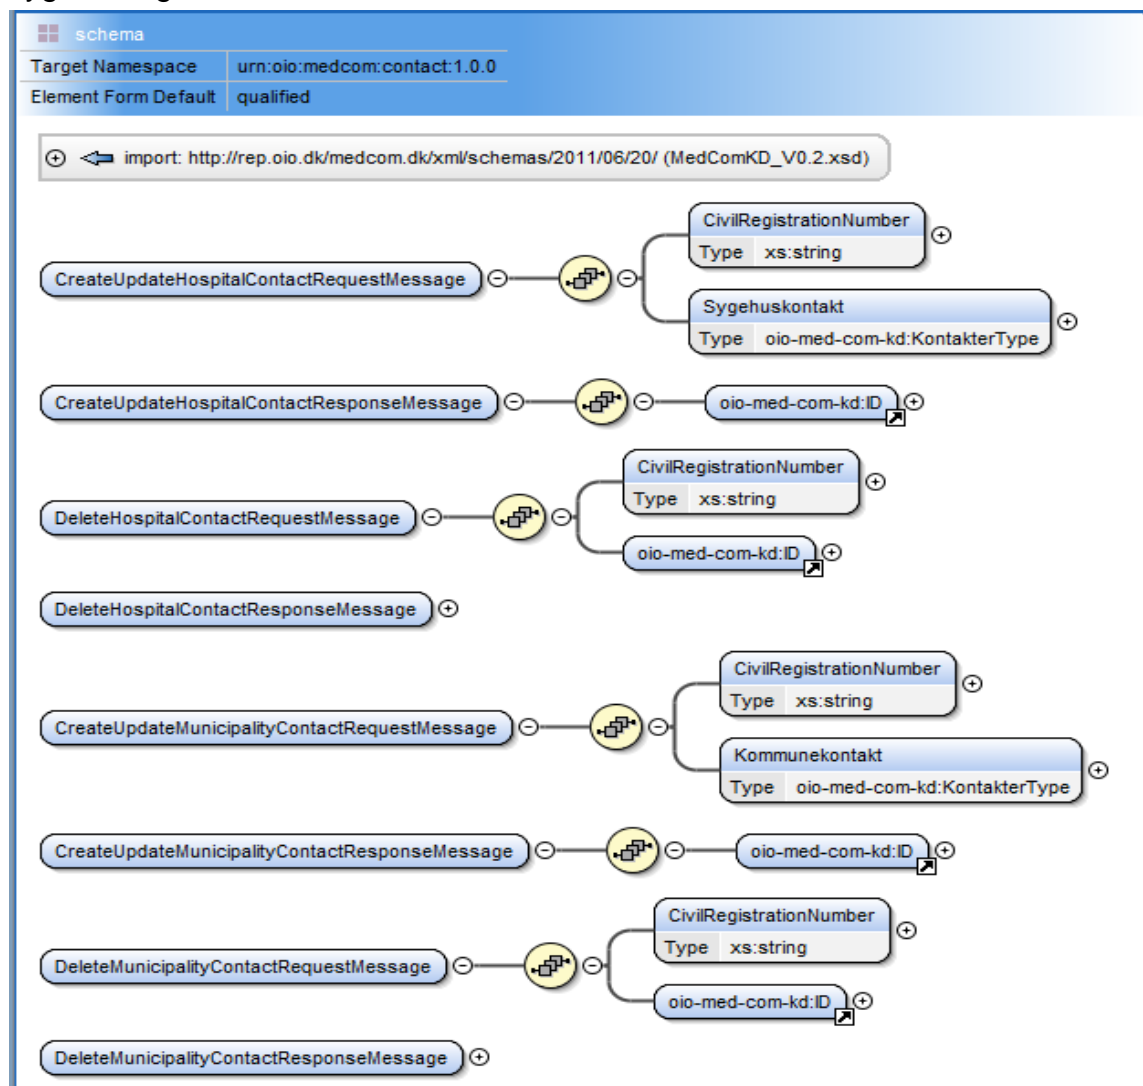 schema
Target Namespace urn:oio:medcom:contact:1.0.0
Element Form Default qualified
import: http://rep.oio.dk/medcom.dk/xml/schemas/2011/06/20/ (MedComKD_V0.2.xsd)
CivilRegistrationNumber
Type xs:string
CreateUpdateHospitalContactRequestMessage
Sygehuskontakt
Type oio-med-com-kd:KontakterType
CreateUpdateHospitalContactResponseMessage oio-med-com-kd:ID
CivilRegistrationNumber
Type xs:string
DeleteHospitalContactRequestMessage
oio-med-com-kd:ID
DeleteHospitalContactResponseMessage
CivilRegistrationNumber
Type xs:string
CreateUpdateMunicipalityContactRequestMessage
Kommunekontakt
Type oio-med-com-kd:KontakterType
CreateUpdateMunicipalityContactResponseMessage oio-med-com-kd:ID
CivilRegistrationNumber
Type xs:string
DeleteMunicipalityContactRequestMessage
oio-med-com-kd:ID
DeleteMunicipalityContactResponseMessage